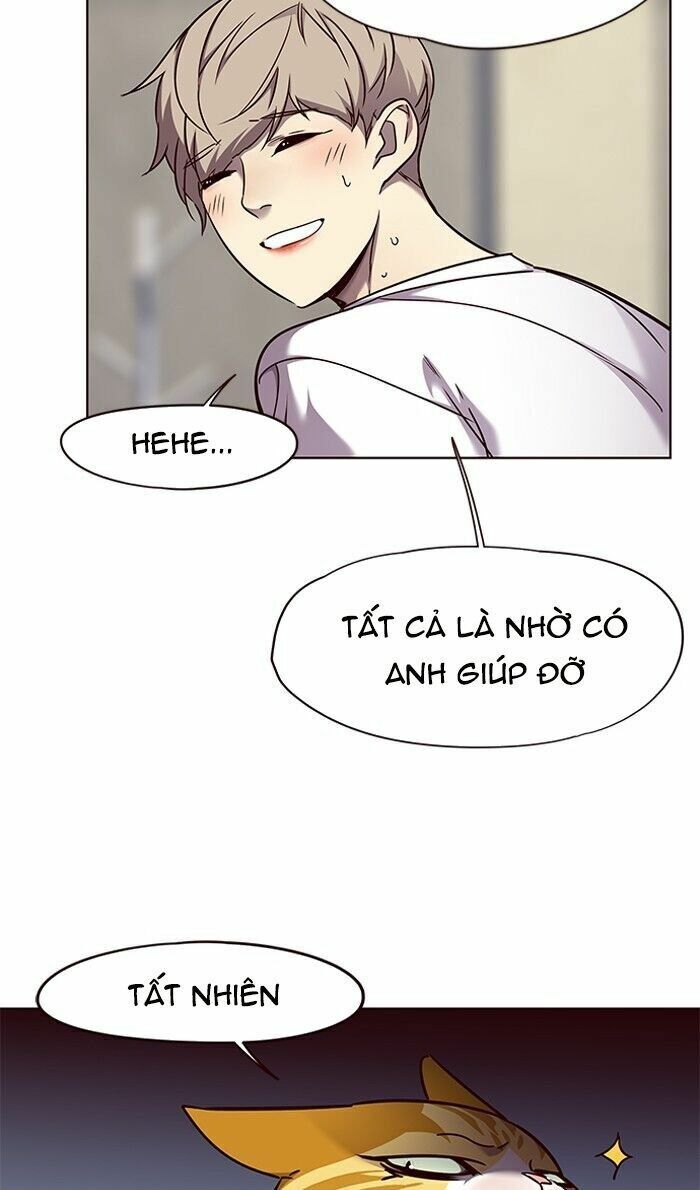 HEHE...
TẤT CẢ LÀ NHỜ CÓ
ANH GIÚP ĐỠ
TẤT NHIÊN